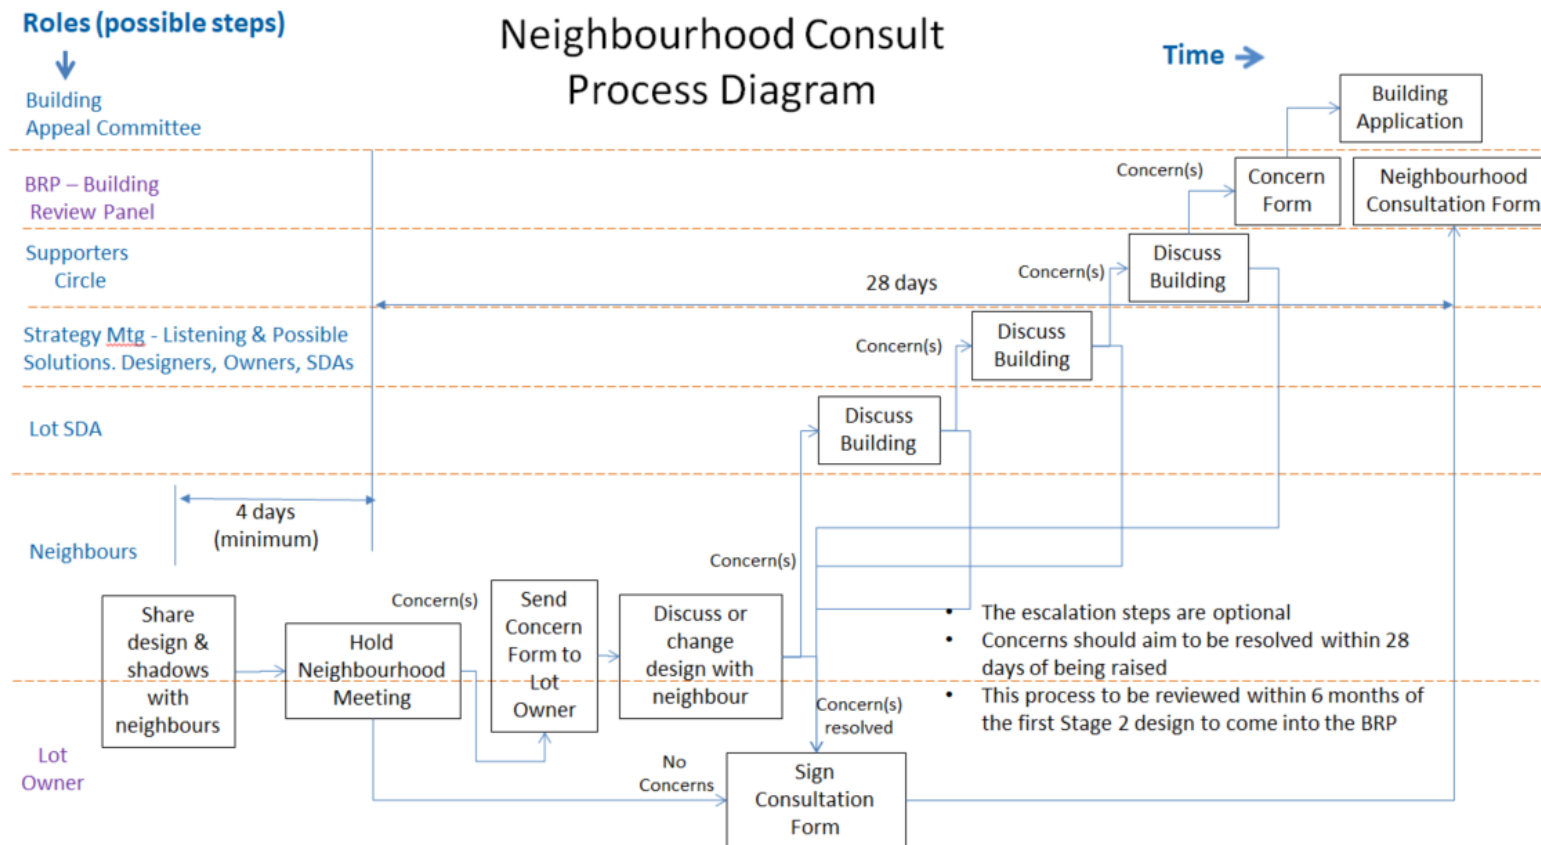 Roles (possible steps)
Neighbourhood Consult
Process Diagram
Time
Building
Appeal Committee
Building
Application
BRP – Building
Review Panel
Concern(s)
Concern
Form
Neighbourhood
Consultation Form
Supporters
Circle
Concern(s)
Discuss
Building
28 days
Strategy Mtg - Listening & Possible
Solutions. Designers, Owners, SDAs
Concern(s)
Discuss
Building
Lot SDA
Discuss
Building
4 days
(minimum)
Neighbours
Concern(s)
Share
design &
shadows
with
neighbours
Hold
Neighbourhood
Meeting
Concern(s)
Send
Concern
Form to
Lot
Owner
Discuss or
change
design with
neighbour
• The escalation steps are optional
• Concerns should aim to be resolved within 28
days of being raised
• This process to be reviewed within 6 months of
the first Stage 2 design to come into the BRP
Concern(s)
resolved
Lot
Owner
No
Concerns
Sign
Consultation
Form